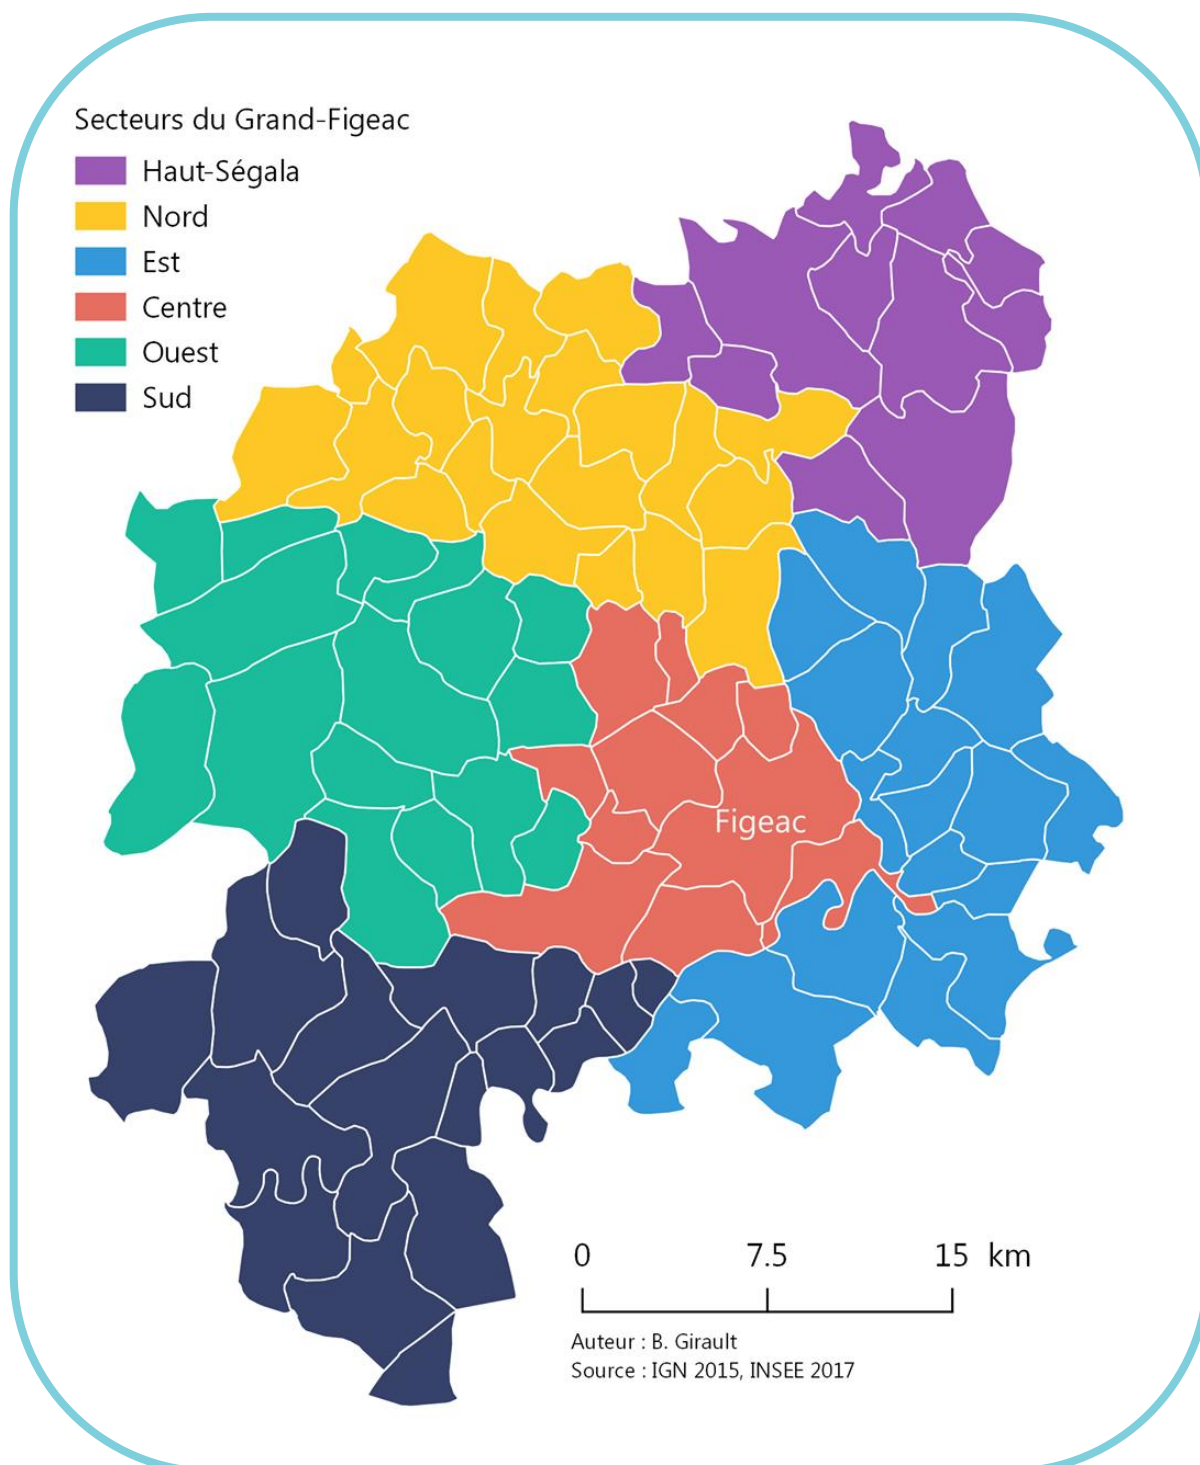 Secteurs du Grand-Figeac
Haut-Ségala
Nord
Est
Centre
Ouest
Sud
Figeac
0 7.5 15 km
Auteur : B. Girault
Source : IGN 2015, INSEE 2017